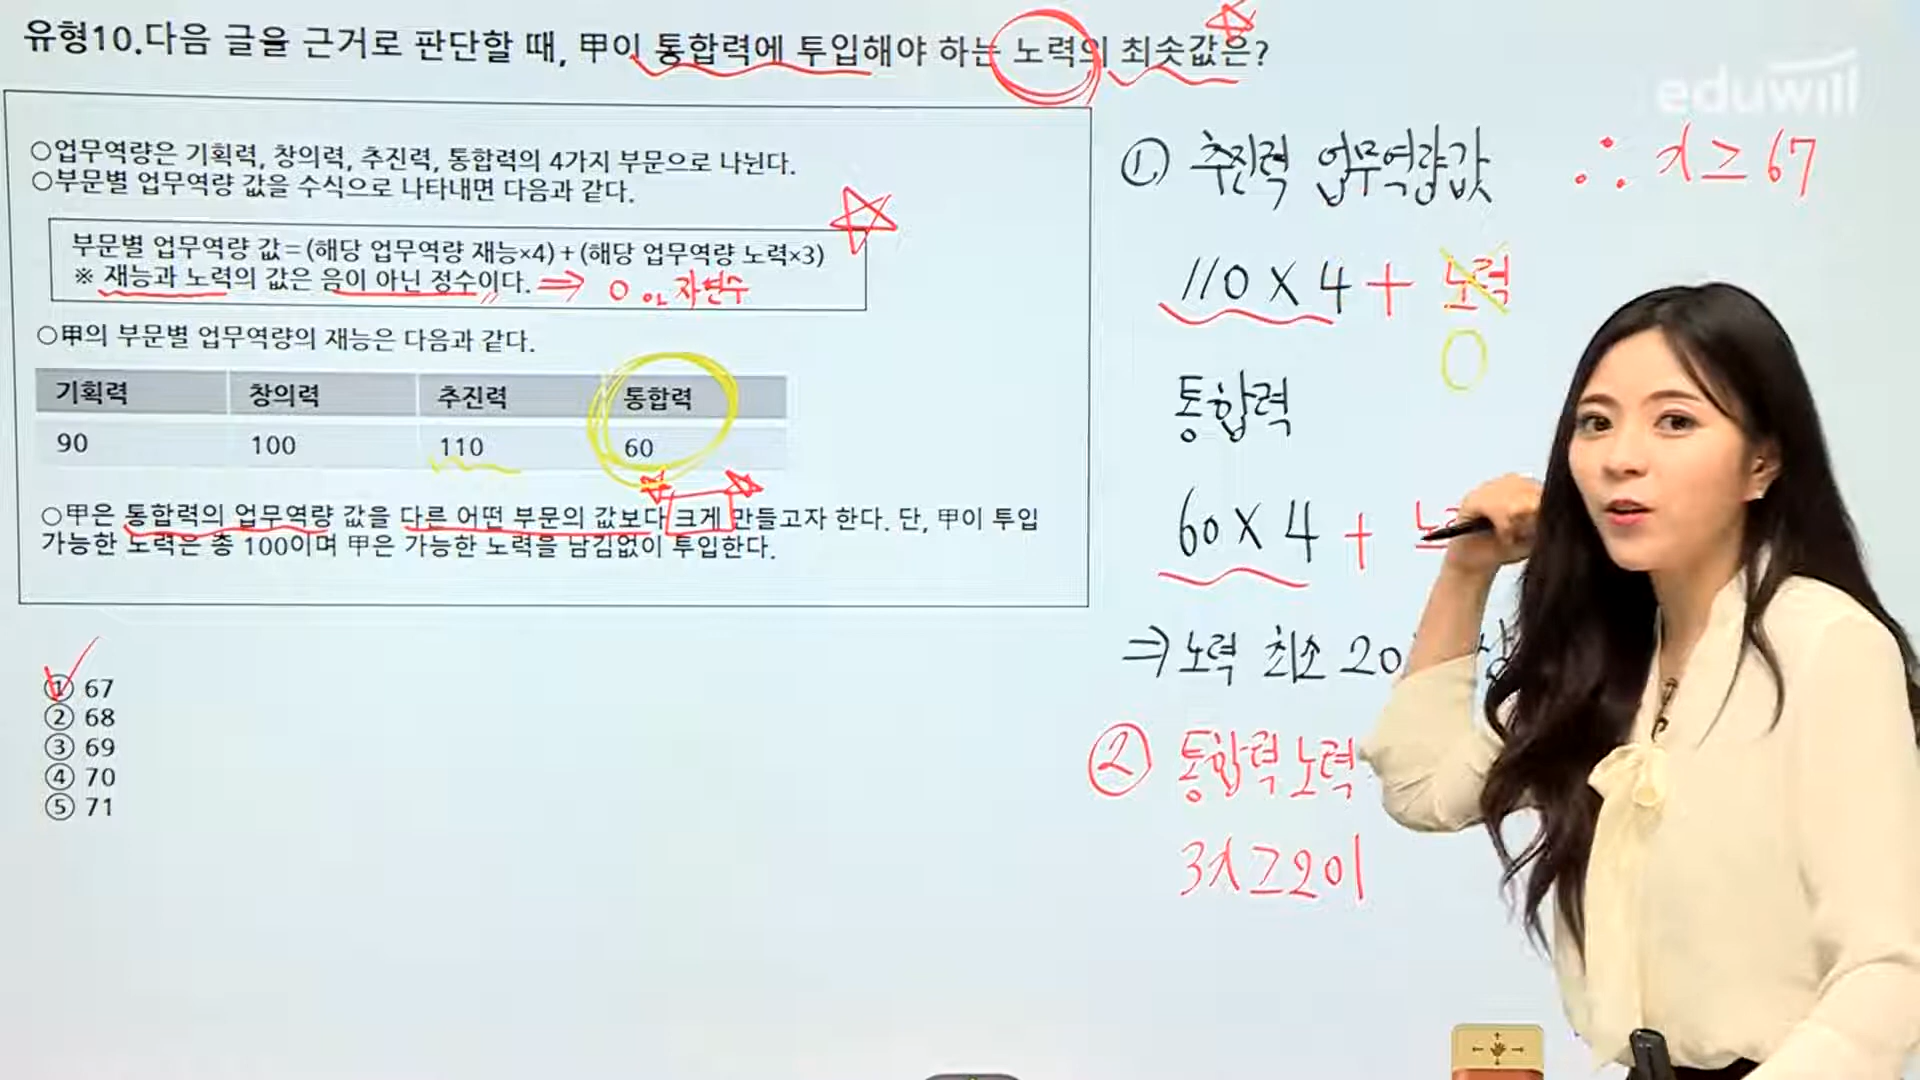 유형10.다음 글을 근거로 판단할 때, 甲이 통합력에 투입해야 하는 노력의 최솟값은?
eduwill
○업무역량은 기획력, 창의력, 추진력, 통합력의 4가지 부문으로 나뉜다.
○부문별 업무역량 값을 수식으로 나타내면 다음과 같다.
부문별 업무역량 값=(해당 업무역량 재능×4)+(해당 업무역량 노력×3)
※ 재능과 노력의 값은 음이 아닌 정수이다. ⇒ 0 or 자연수
○甲의 부문별 업무역량의 재능은 다음과 같다.
기획력 창의력 추진력 통합력
90 100 110 60
○甲은 통합력의 업무역량 값을 다른 어떤 부문의 값보다 크게 만들고자 한다. 단, 甲이 투입
가능한 노력은 총 100이며 甲은 가능한 노력을 남김없이 투입한다.
① 67
② 68
③ 69
④ 70
⑤ 71
① 추진력 업무역량값
110 × 4 + 노력
0
통합력
60 × 4 +
⇒ 노력 최소 20
② 통합력 노력
3x ≥ 201
∴ x ≥ 67